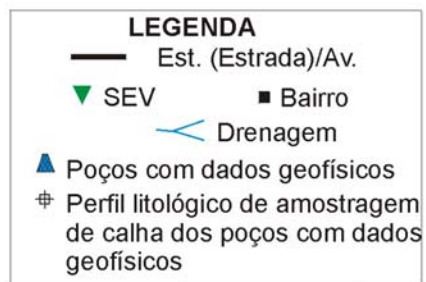 LEGENDA
Est. (Estrada)/Av.
SEV Bairro
Drenagem
Poços com dados geofísicos
Perfil litológico de amostragem
de calha dos poços com dados
geofísicos